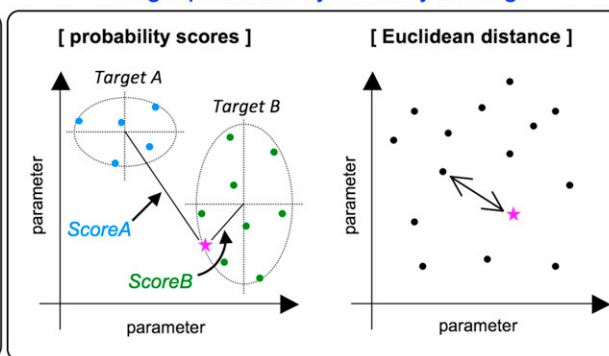 [ probability scores ]
Target A
Target B
ScoreA
ScoreB
parameter
parameter
[ Euclidean distance ]
parameter
parameter